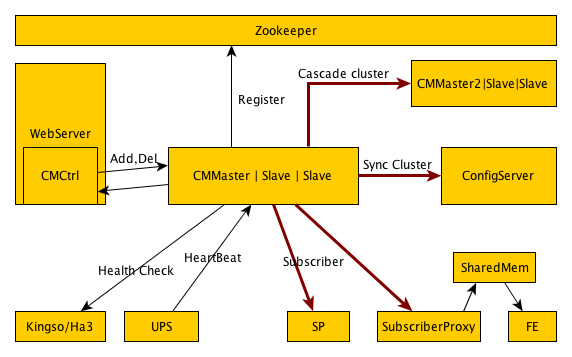 Zookeeper
Cascade cluster
CMMaster2|Slave|Slave
Register
WebServer
Add,Del
CMCtrl
CMMaster | Slave | Slave
Sync Cluster
ConfigServer
Health Check
HeartBeat
Subscriber
SharedMem
Kingso/Ha3
UPS
SP
SubscriberProxy
FE